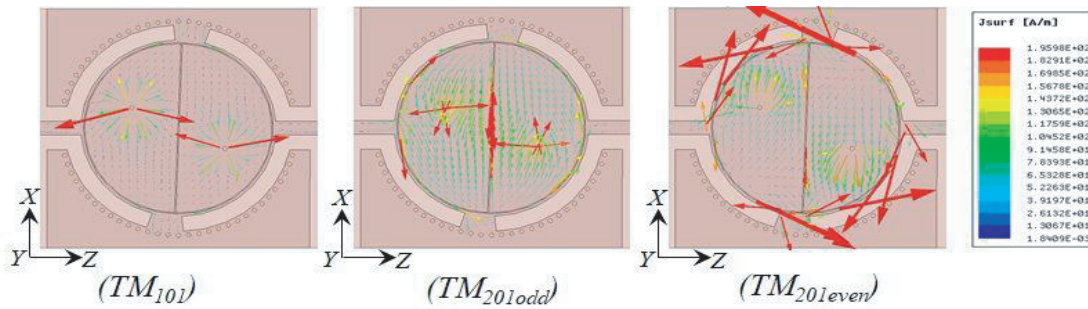 Jsurf [A/m]
1.9598E+02
1.8291E+02
1.6985E+02
1.5678E+02
1.4372E+02
1.3065E+02
1.1759E+02
1.0452E+02
9.1458E+01
7.8393E+01
6.5328E+01
5.2263E+01
3.9197E+01
2.6132E+01
1.3067E+01
1.8409E-03
X
Y
Z
(TM101)
X
Y
Z
(TM201odd)
X
Y
Z
(TM201even)